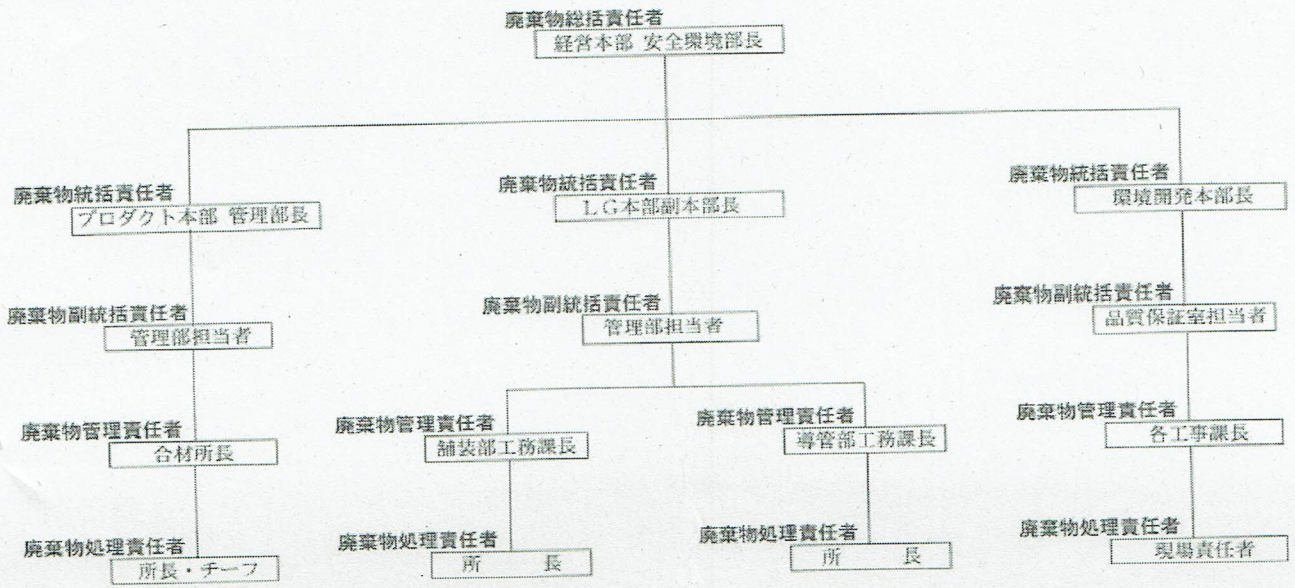 廃棄物総括責任者
経営本部 安全環境部長
廃棄物統括責任者
プロダクト本部 管理部長
廃棄物統括責任者
LG本部副本部長
廃棄物統括責任者
環境開発本部長
廃棄物副統括責任者
管理部担当者
廃棄物副統括責任者
管理部担当者
廃棄物副統括責任者
品質保証室担当者
廃棄物管理責任者
合材所長
廃棄物管理責任者
舗装部工務課長
廃棄物管理責任者
導管部工務課長
廃棄物管理責任者
各工事課長
廃棄物処理責任者
所長・チーフ
廃棄物処理責任者
所 長
廃棄物処理責任者
所 長
廃棄物処理責任者
現場責任者